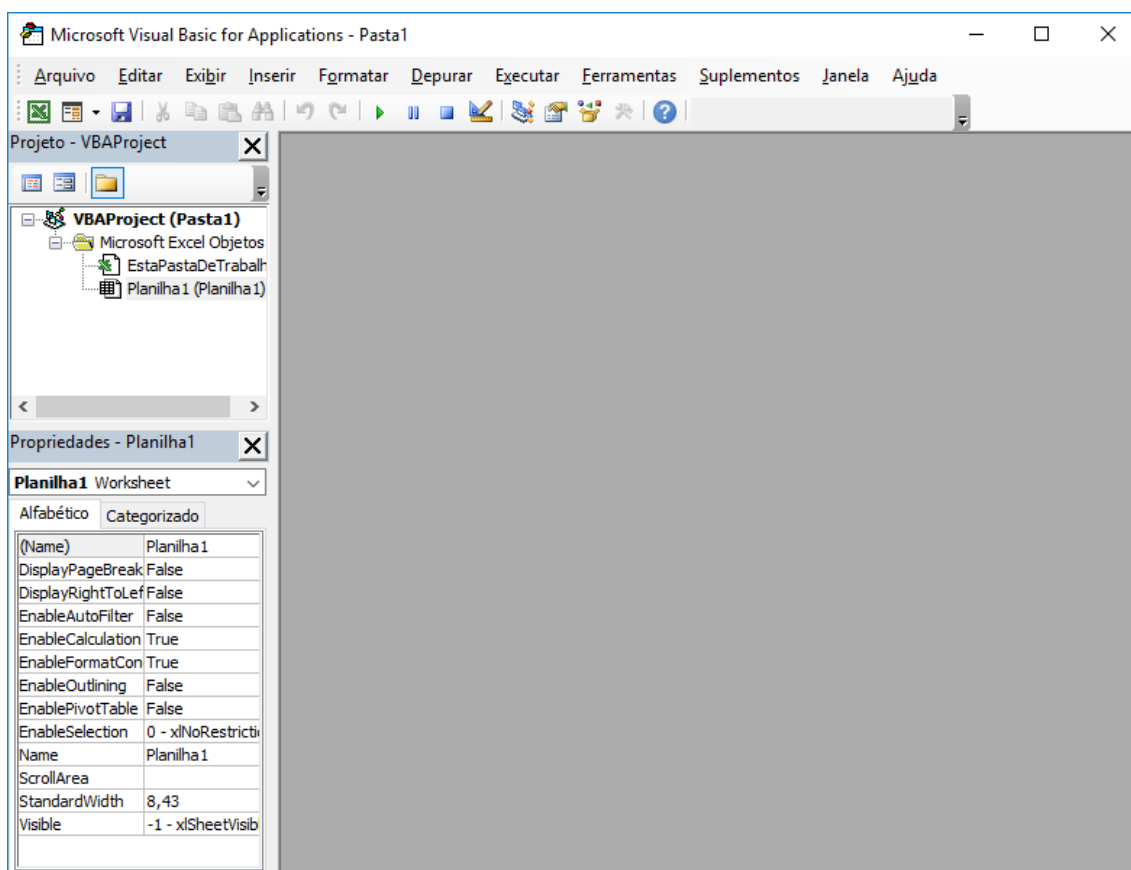 Microsoft Visual Basic for Applications - Pasta1
Arquivo Editar Exibir Inserir Formatar Depurar Executar Ferramentas Suplementos Janela Ajuda
Projeto - VBAProject
VBAProject (Pasta1)
Microsoft Excel Objetos
EstaPastaDeTrabalh
Planilha1 (Planilha1)
Propriedades - Planilha1
Planilha1 Worksheet
Alfabético Categorizado
(Name) Planilha1
DisplayPageBreak False
DisplayRightToLef False
EnableAutoFilter False
EnableCalculation True
EnableFormatCon True
EnableOutlining False
EnablePivotTable False
EnableSelection 0 - xlNoRestricti
Name Planilha1
ScrollArea
StandardWidth 8,43
Visible -1 - xlSheetVisib